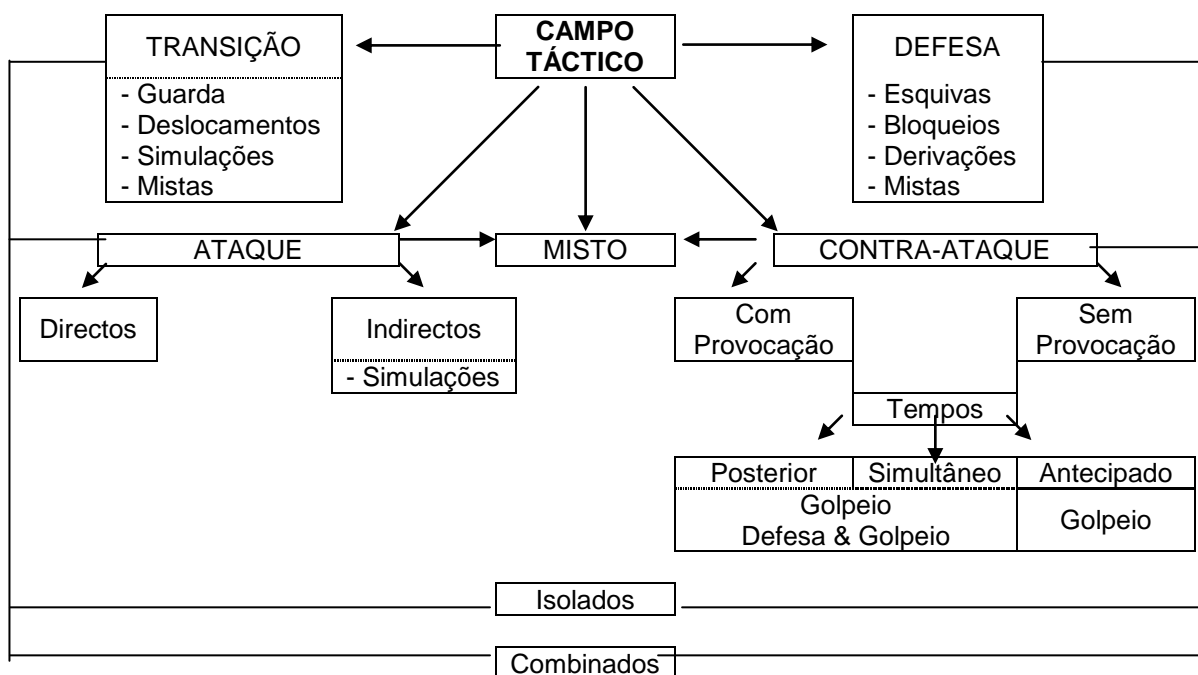 TRANSIÇÃO
- Guarda
- Deslocamentos
- Simulações
- Mistas
CAMPO
TÁCTICO
DEFESA
- Esquivas
- Bloqueios
- Derivações
- Mistas
ATAQUE
MISTO
CONTRA-ATAQUE
Directos
Indirectos
- Simulações
Com
Provocação
Sem
Provocação
Tempos
Posterior
Simultâneo
Antecipado
Golpeio
Defesa & Golpeio
Golpeio
Isolados
Combinados